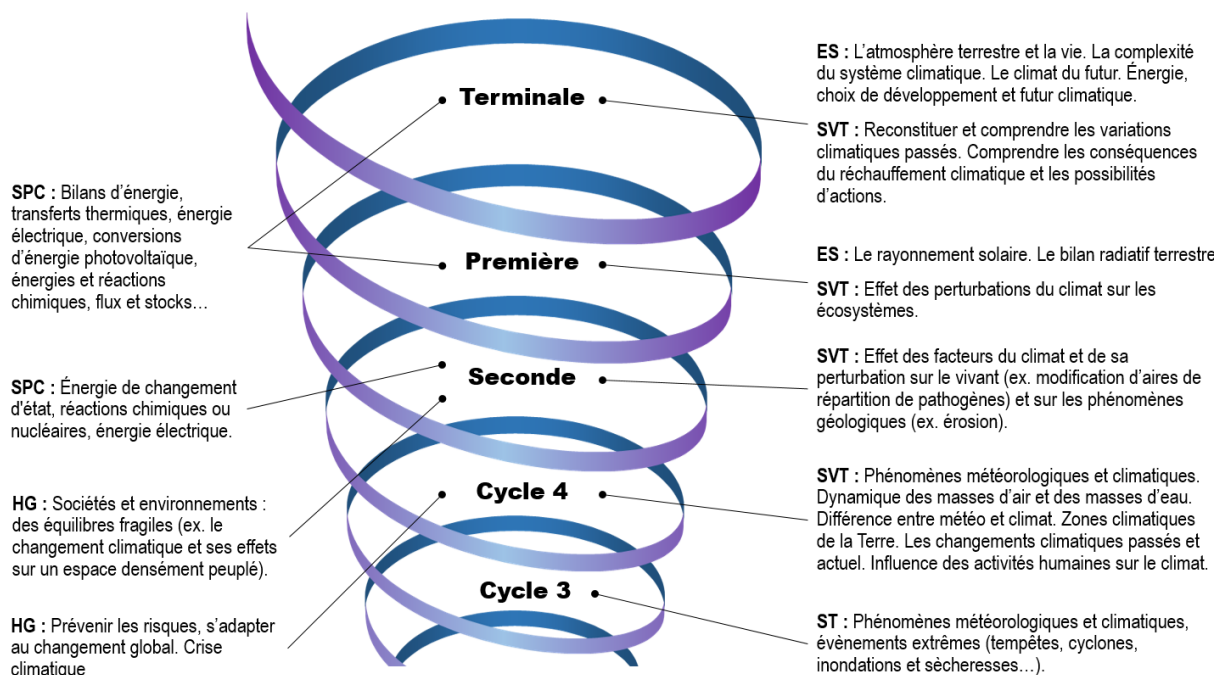 Terminale
ES : L’atmosphère terrestre et la vie. La complexité
du système climatique. Le climat du futur. Énergie,
choix de développement et futur climatique.
SVT : Reconstituer et comprendre les variations
climatiques passés. Comprendre les conséquences
du réchauffement climatique et les possibilités
d’actions.
SPC : Bilans d’énergie,
transferts thermiques, énergie
électrique, conversions
d’énergie photovoltaïque,
énergies et réactions
chimiques, flux et stocks…
Première
ES : Le rayonnement solaire. Le bilan radiatif terrestre
SVT : Effet des perturbations du climat sur les
écosystèmes.
SPC : Énergie de changement
d'état, réactions chimiques ou
nucléaires, énergie électrique.
Seconde
SVT : Effet des facteurs du climat et de sa
perturbation sur le vivant (ex. modification d’aires de
répartition de pathogènes) et sur les phénomènes
géologiques (ex. érosion).
HG : Sociétés et environnements :
des équilibres fragiles (ex. le
changement climatique et ses effets
sur un espace densément peuplé).
Cycle 4
SVT : Phénomènes météorologiques et climatiques.
Dynamique des masses d’air et des masses d’eau.
Différence entre météo et climat. Zones climatiques
de la Terre. Les changements climatiques passés et
actuel. Influence des activités humaines sur le climat.
HG : Prévenir les risques, s’adapter
au changement global. Crise
climatique
Cycle 3
ST : Phénomènes météorologiques et climatiques,
évènements extrêmes (tempêtes, cyclones,
inondations et sècheresses…).